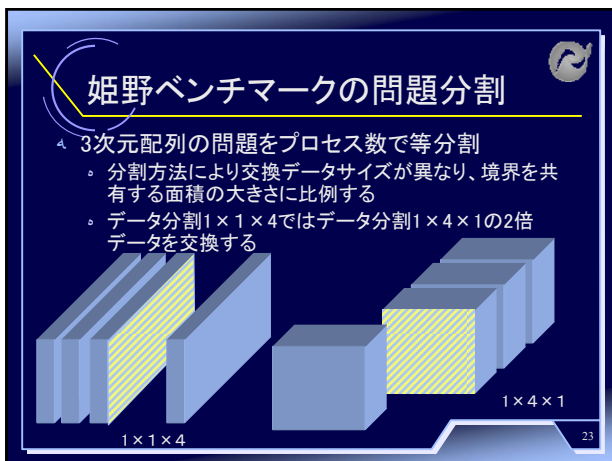 姫野ベンチマークの問題分割
3次元配列の問題をプロセス数で等分割
分割方法により交換データサイズが異なり、境界を共
有する面積の大きさに比例する
データ分割1×1×4ではデータ分割1×4×1の2倍
データを交換する
1×4×1
1×1×4
23